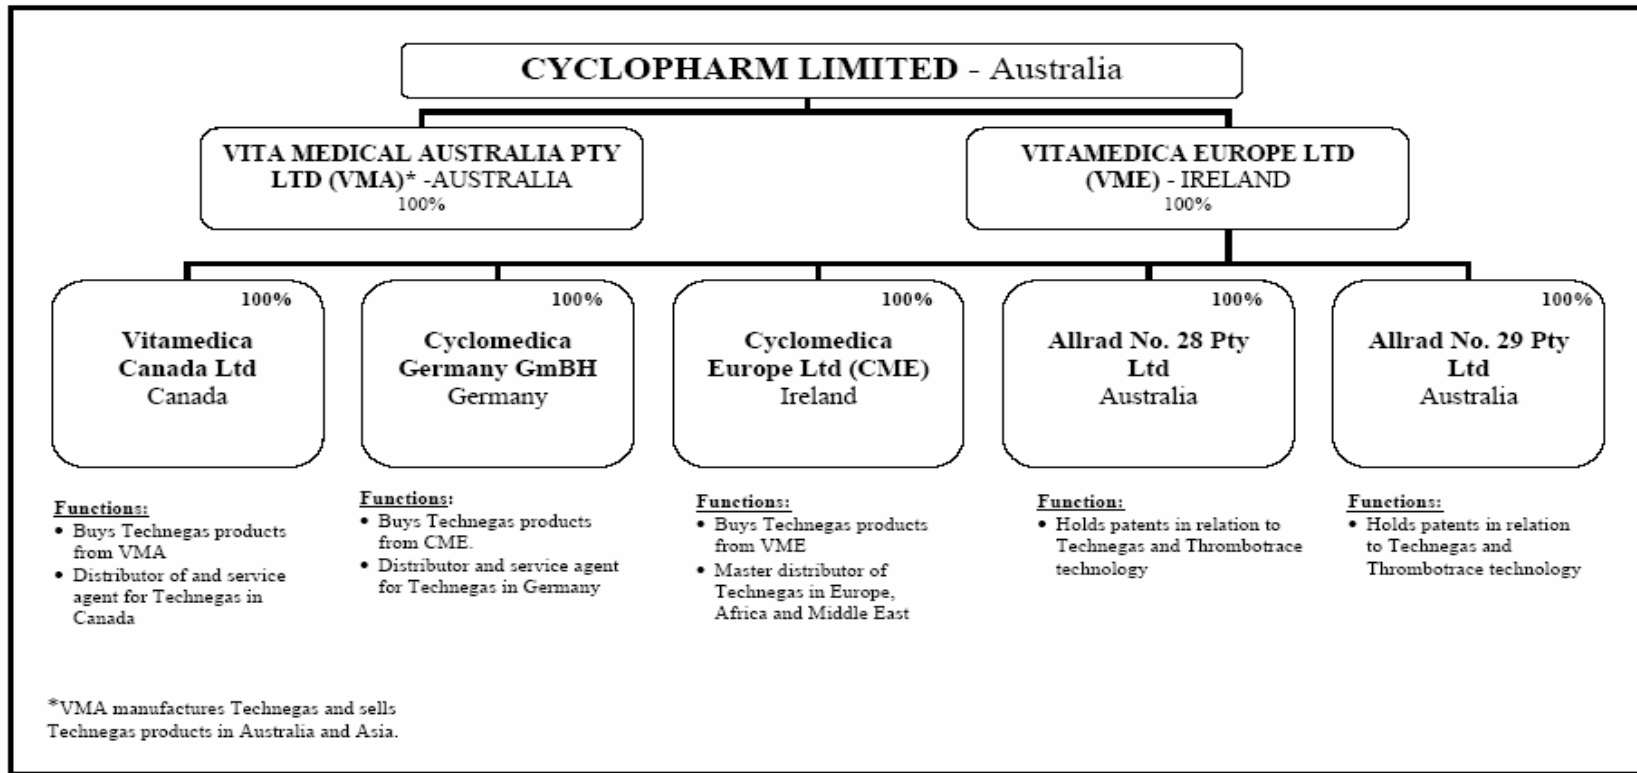 CYCLOPHARM LIMITED - Australia
VITA MEDICAL AUSTRALIA PTY
LTD (VMA)* -AUSTRALIA
100%
VITAMEDICA EUROPE LTD
(VME) - IRELAND
100%
100%
Vitamedica
Canada Ltd
Canada
100%
Cyclomedica
Germany GmBH
Germany
100%
Cyclomedica
Europe Ltd (CME)
Ireland
100%
Allrad No. 28 Pty
Ltd
Australia
100%
Allrad No. 29 Pty
Ltd
Australia
Functions:
• Buys Technegas products
from VMA
• Distributor of and service
agent for Technegas in
Canada
Functions:
• Buys Technegas products
from CME.
• Distributor and service agent
for Technegas in Germany
Functions:
• Buys Technegas products
from VME
• Master distributor of
Technegas in Europe,
Africa and Middle East
Function:
• Holds patents in relation to
Technegas and Thrombotrace
technology
Functions:
• Holds patents in relation
to Technegas and
Thrombotrace technology
*VMA manufactures Technegas and sells
Technegas products in Australia and Asia.